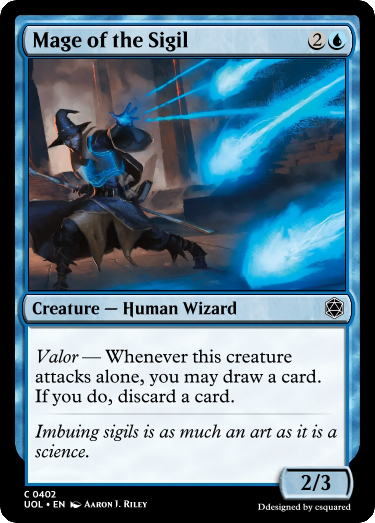 Mage of the Sigil 2
Creature — Human Wizard
Valor — Whenever this creature
attacks alone, you may draw a card.
If you do, discard a card.
Imbuing sigils is as much an art as it is a
science.
2/3
C 0402
UOL • EN Aaron J. Riley
Ddesigned by csquared